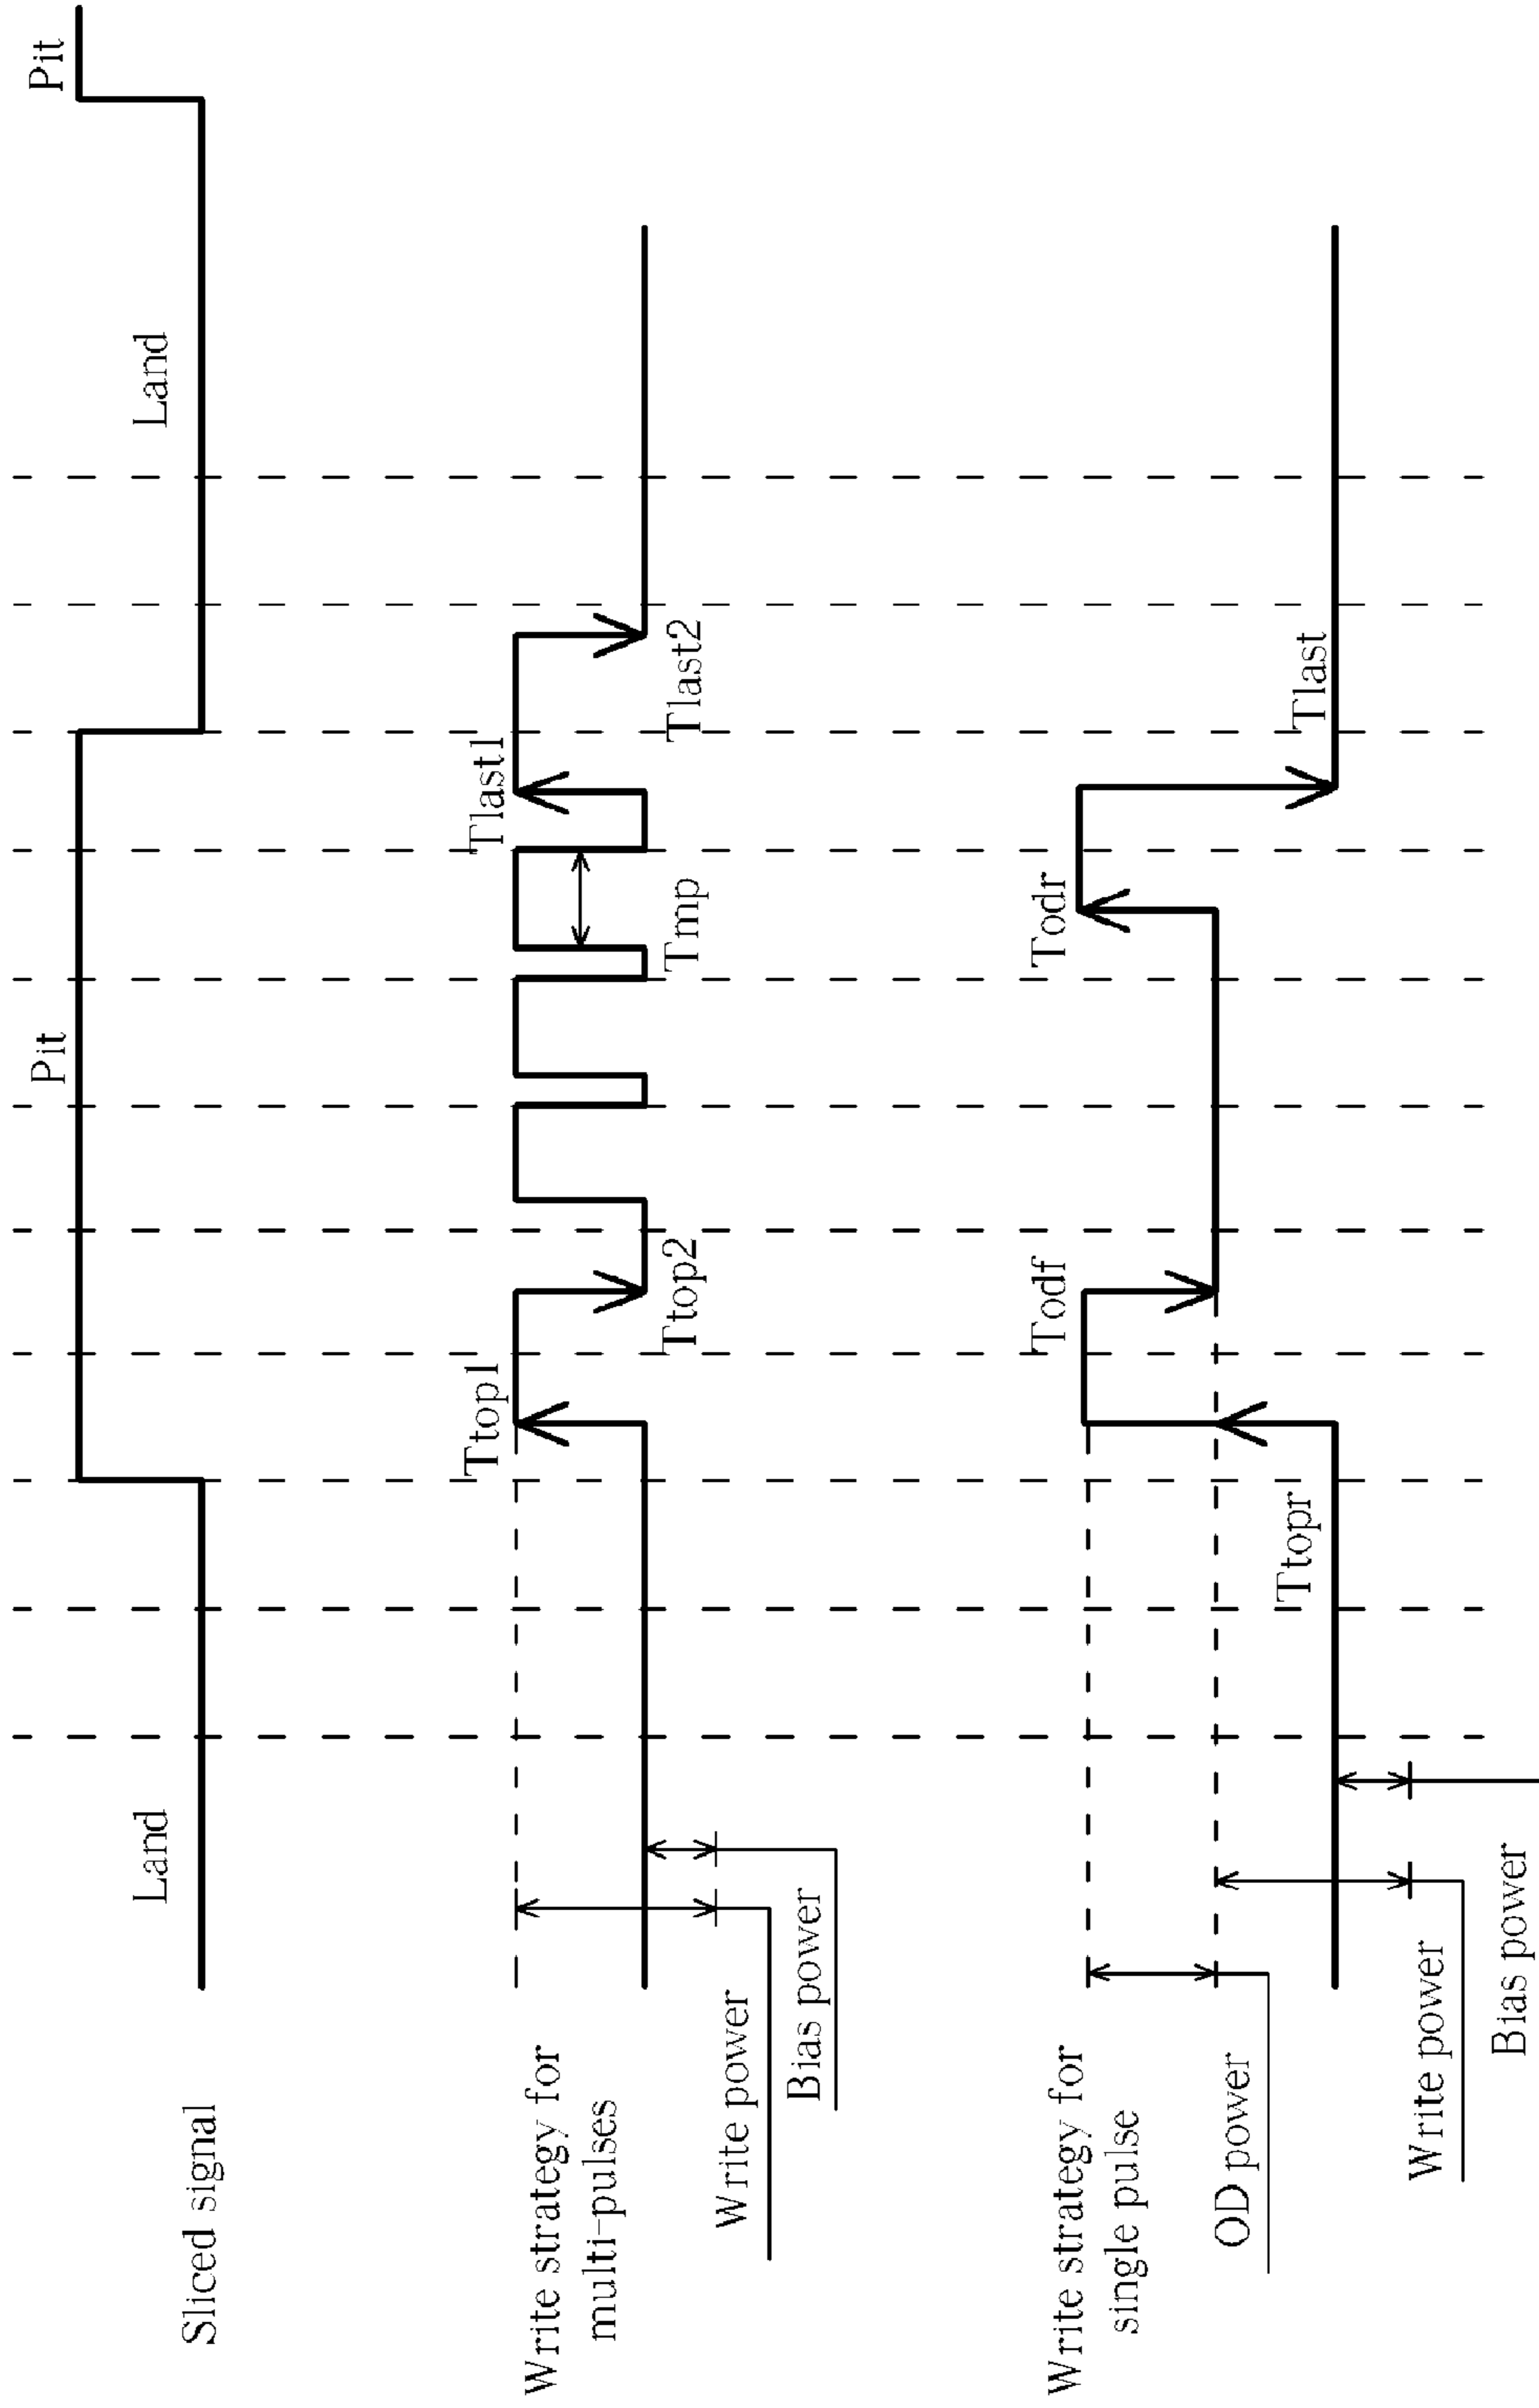 Sliced signal
Land
Pit
Land
Pit
Write strategy for
multi-pulses
Write power
Bias power
Ttop1
Ttop2
Tmp
Tlast1
Tlast2
Write strategy for
single pulse
OD power
Write power
Bias power
Ttopr
Todf
Todr
Tlast